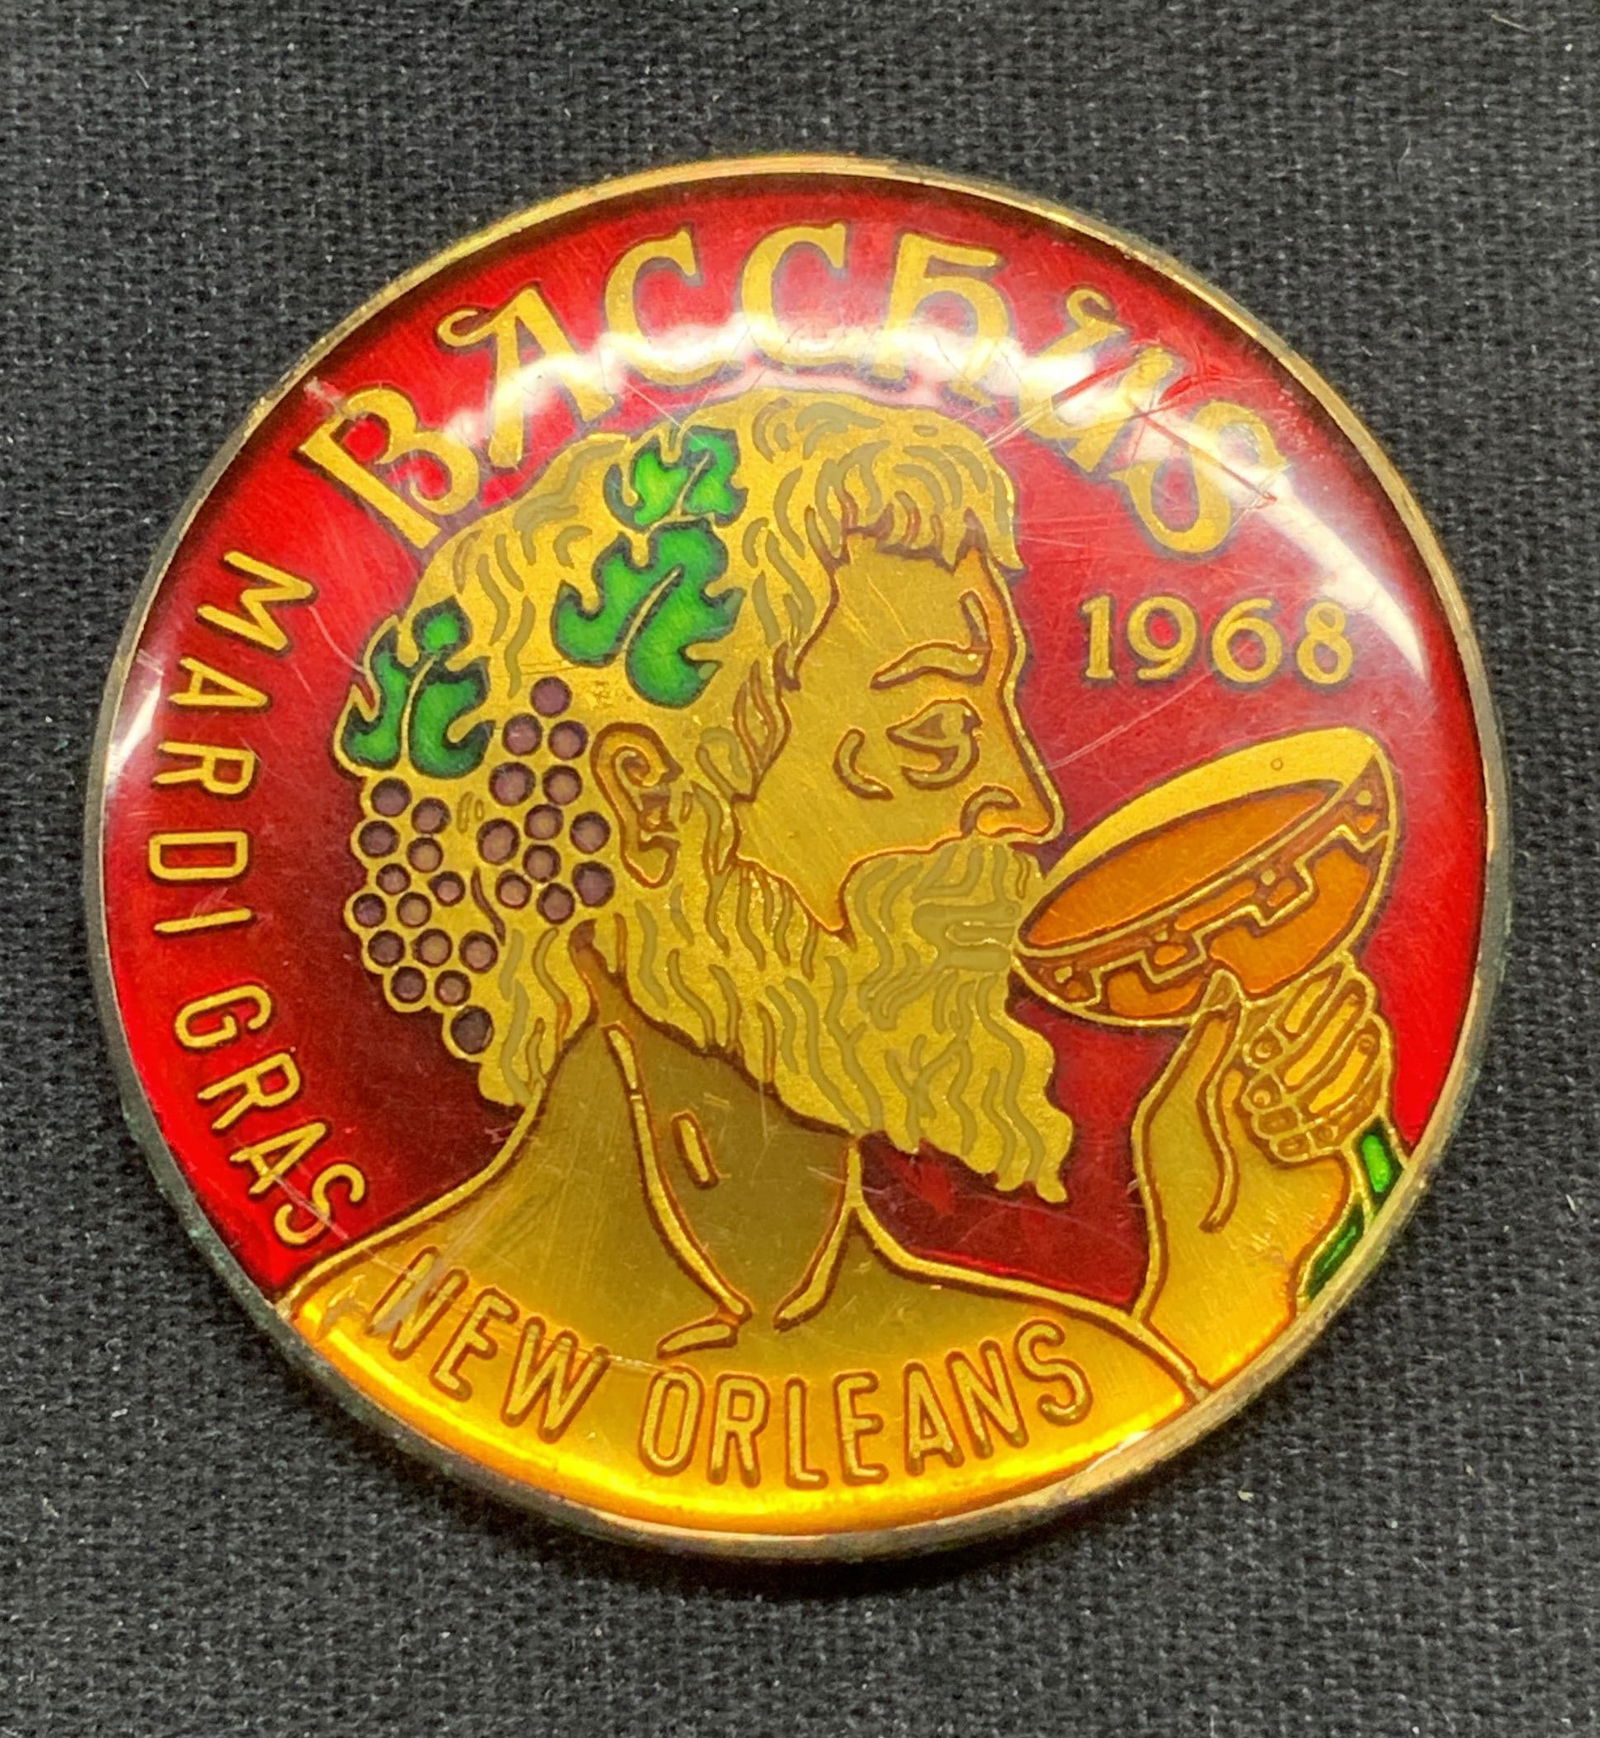 BACCHUS
1968
MARDI GRAS
NEW ORLEANS